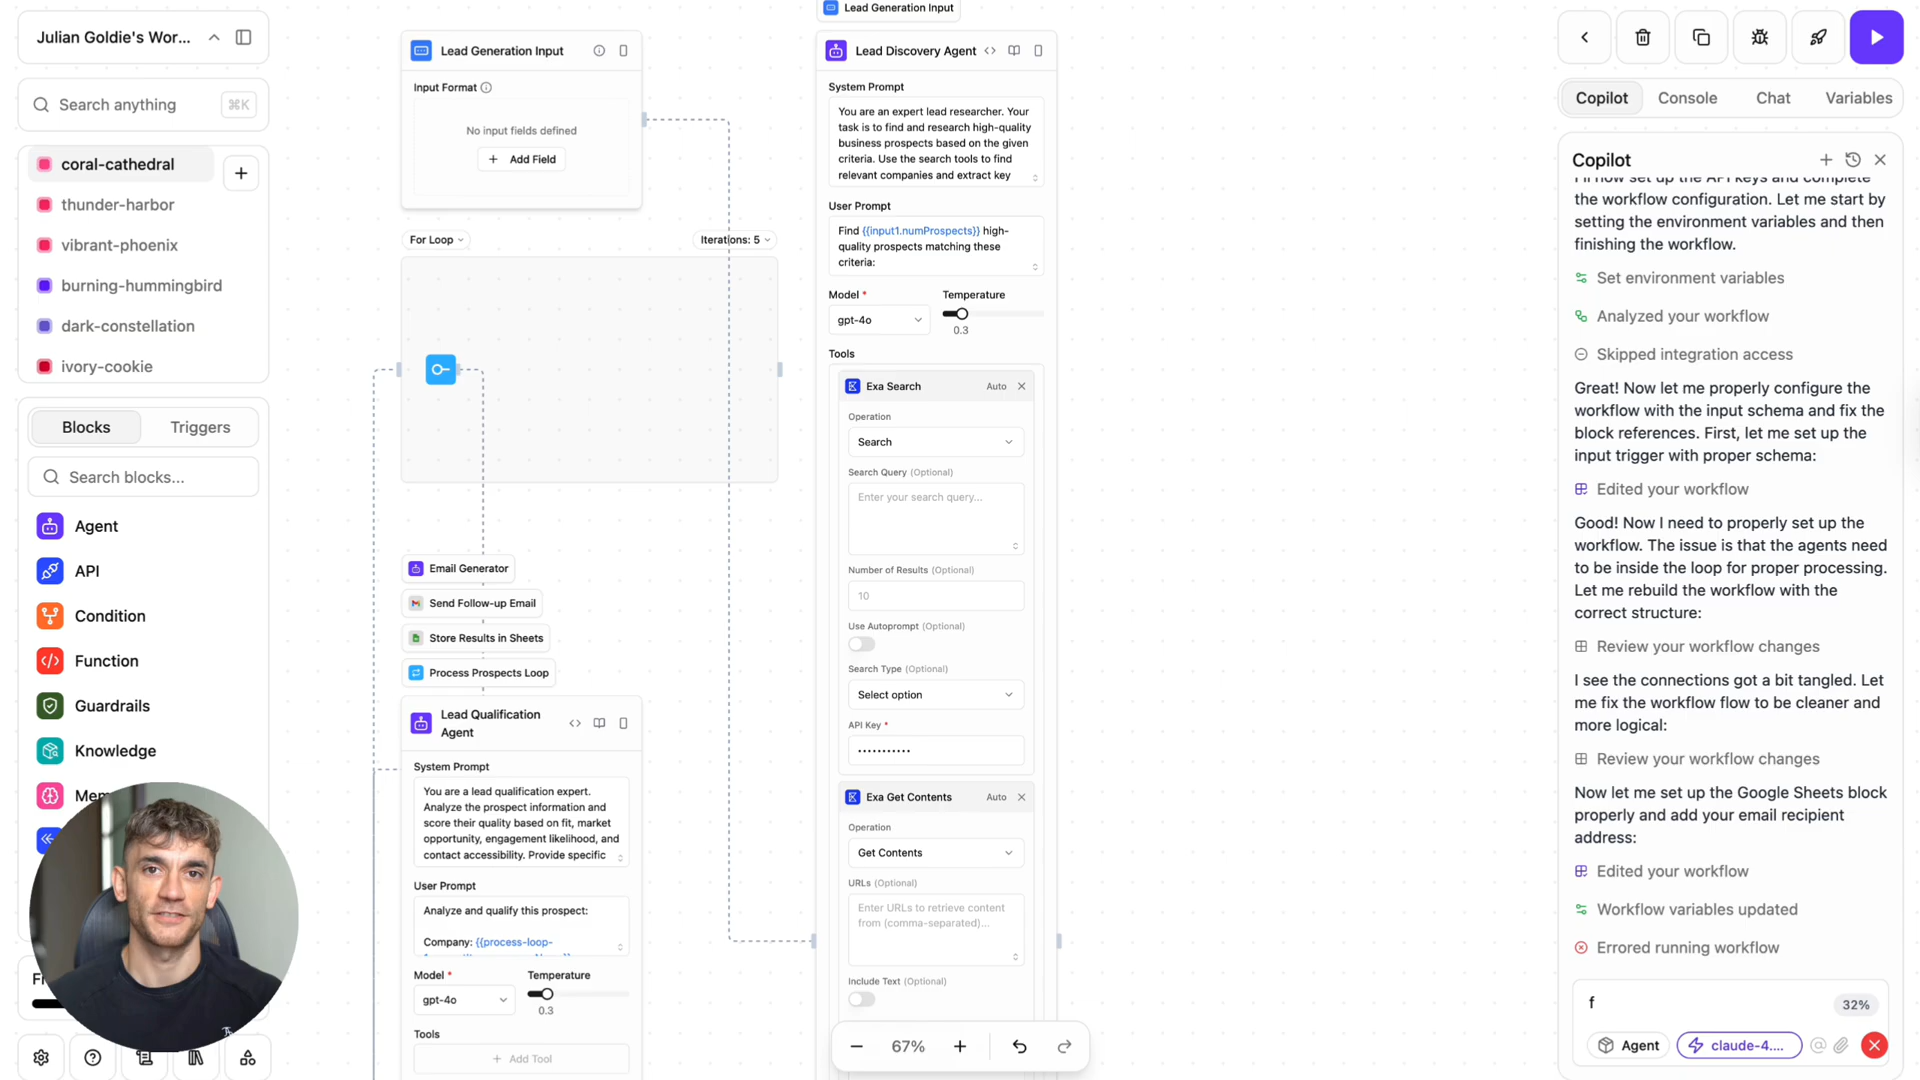 Julian Goldie's Wor...
Search anything
⌘K
coral-cathedral
thunder-harbor
vibrant-phoenix
burning-hummingbird
dark-constellation
ivory-cookie
Blocks
Triggers
Search blocks...
Agent
API
Condition
Function
Guardrails
Knowledge
Lead Generation Input
Input Format
No input fields defined
+ Add Field
For Loop
Iterations: 5
Email Generator
Send Follow-up Email
Store Results in Sheets
Process Prospects Loop
Lead Qualification
Agent
System Prompt
You are a lead qualification expert.
Analyze the prospect information and
score their quality based on fit, market
opportunity, engagement likelihood, and
contact accessibility. Provide specific
User Prompt
Analyze and qualify this prospect:
Company: {{process-loop-
Model *
Temperature
gpt-4o
0.3
Tools
+ Add Tool
Lead Generation Input
Lead Discovery Agent
System Prompt
You are an expert lead researcher. Your
task is to find and research high-quality
business prospects based on the given
criteria. Use the search tools to find
relevant companies and extract key
User Prompt
Find {{input1.numProspects}} high-
quality prospects matching these
criteria:
Model *
Temperature
gpt-4o
0.3
Tools
Exa Search
Auto
Operation
Search
Search Query (Optional)
Enter your search query...
Number of Results (Optional)
10
Use Autoprompt (Optional)
Search Type (Optional)
Select option
API Key *
•••••••••••
Exa Get Contents
Auto
Operation
Get Contents
URLs (Optional)
Enter URLs to retrieve content
from (comma-separated)...
Include Text (Optional)
67%
Copilot
Console
Chat
Variables
Copilot
I'll now set up the API keys and complete
the workflow configuration. Let me start by
setting the environment variables and then
finishing the workflow.
Set environment variables
Analyzed your workflow
Skipped integration access
Great! Now let me properly configure the
workflow with the input schema and fix the
block references. First, let me set up the
input trigger with proper schema:
Edited your workflow
Good! Now I need to properly set up the
workflow. The issue is that the agents need
to be inside the loop for proper processing.
Let me rebuild the workflow with the
correct structure:
Review your workflow changes
I see the connections got a bit tangled. Let
me fix the workflow flow to be cleaner and
more logical:
Review your workflow changes
Now let me set up the Google Sheets block
properly and add your email recipient
address:
Edited your workflow
Workflow variables updated
Errored running workflow
f
32%
Agent
claude-4....